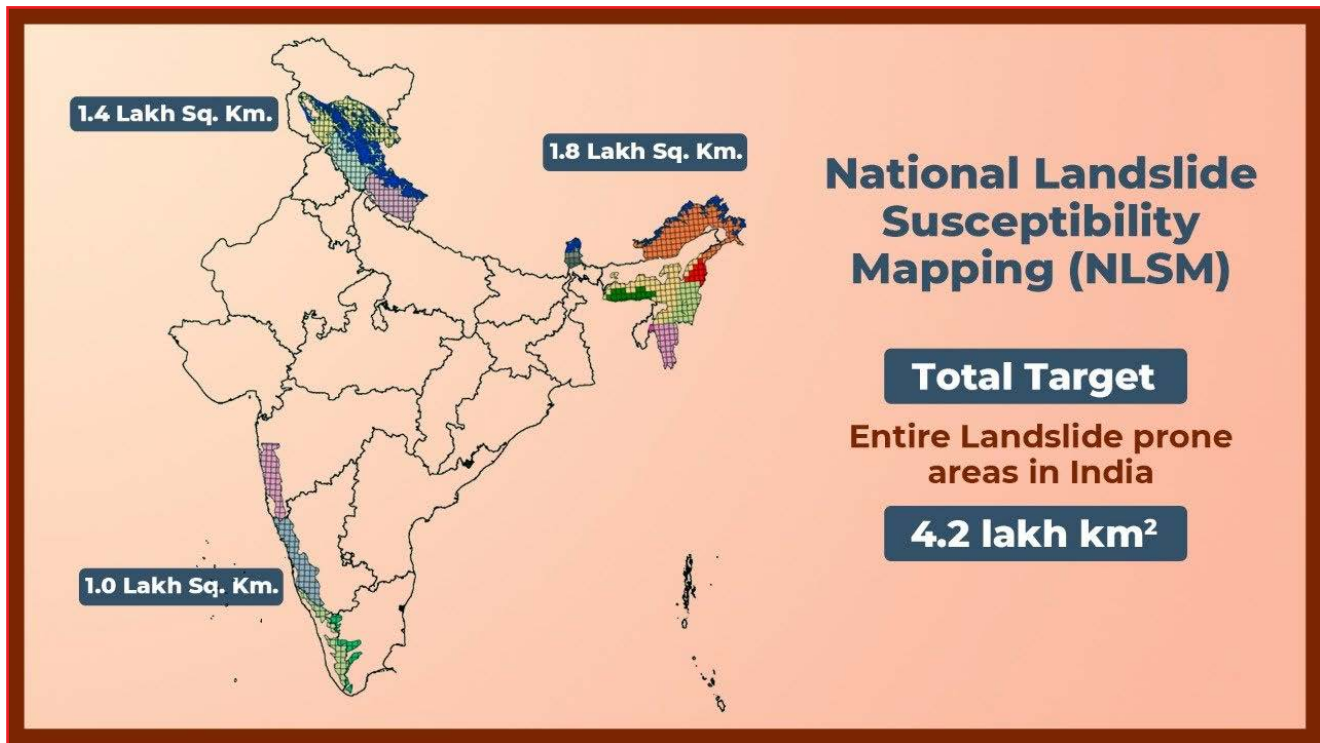 1.4 Lakh Sq. Km.
1.8 Lakh Sq. Km.
1.0 Lakh Sq. Km.
National Landslide
Susceptibility
Mapping (NLSM)
Total Target
Entire Landslide prone
areas in India
4.2 lakh km²